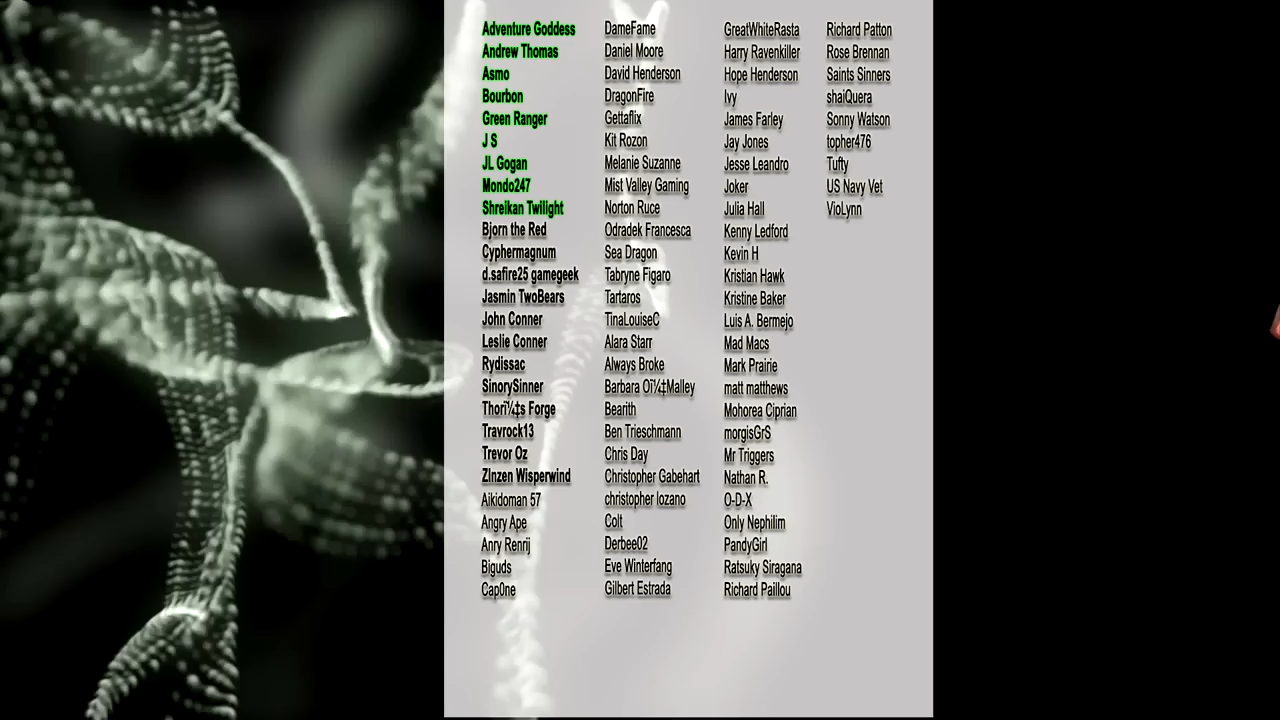 Adventure Goddess
Andrew Thomas
Asmo
Bourbon
Green Ranger
J S
JL Gogan
Mondo247
Shreikan Twilight
Bjorn the Red
Cyphermagnum
d.safire25 gamegeek
Jasmin TwoBears
John Conner
Leslie Conner
Rydissac
SinorySinner
Thorï¼‡s Forge
Travrock13
Trevor Oz
ZInzen Wisperwind
Aikidoman 57
Angry Ape
Anry Renrij
Biguds
Cap0ne
DameFame
Daniel Moore
David Henderson
DragonFire
Gettaflix
Kit Rozon
Melanie Suzanne
Mist Valley Gaming
Norton Ruce
Odradek Francesca
Sea Dragon
Tabryne Figaro
Tartaros
TinaLouiseC
Alara Starr
Always Broke
Barbara Oï¼‡Malley
Bearith
Ben Trieschmann
Chris Day
Christopher Gabehart
christopher lozano
Colt
Derbee02
Eve Winterfang
Gilbert Estrada
GreatWhiteRasta
Harry Ravenkiller
Hope Henderson
Ivy
James Farley
Jay Jones
Jesse Leandro
Joker
Julia Hall
Kenny Ledford
Kevin H
Kristian Hawk
Kristine Baker
Luis A. Bermejo
Mad Macs
Mark Prairie
matt matthews
Mohorea Ciprian
morgisGrS
Mr Triggers
Nathan R.
O-D-X
Only Nephilim
PandyGirl
Ratsuky Siragana
Richard Paillou
Richard Patton
Rose Brennan
Saints Sinners
shaiQuera
Sonny Watson
topher476
Tufty
US Navy Vet
VioLynn